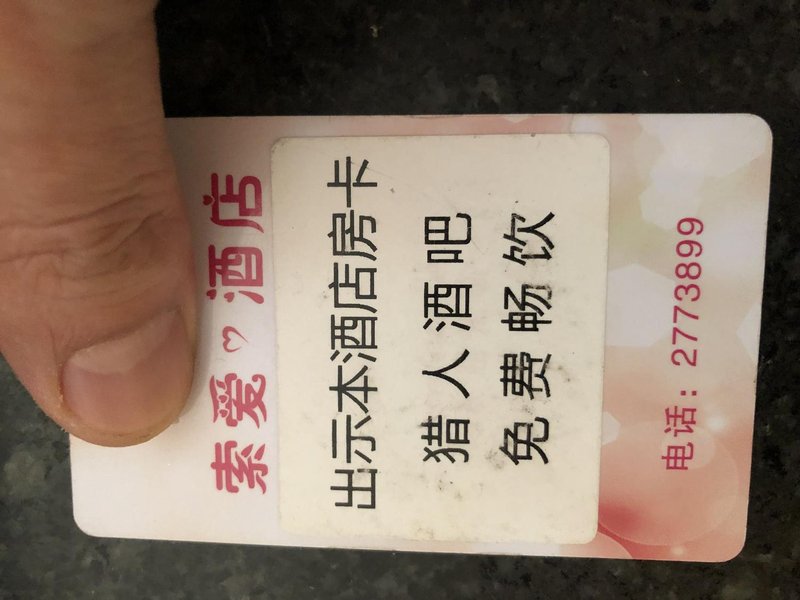 索爱♡酒店
出示本酒店房卡
猎人酒吧
免费畅饮
电话：2773899